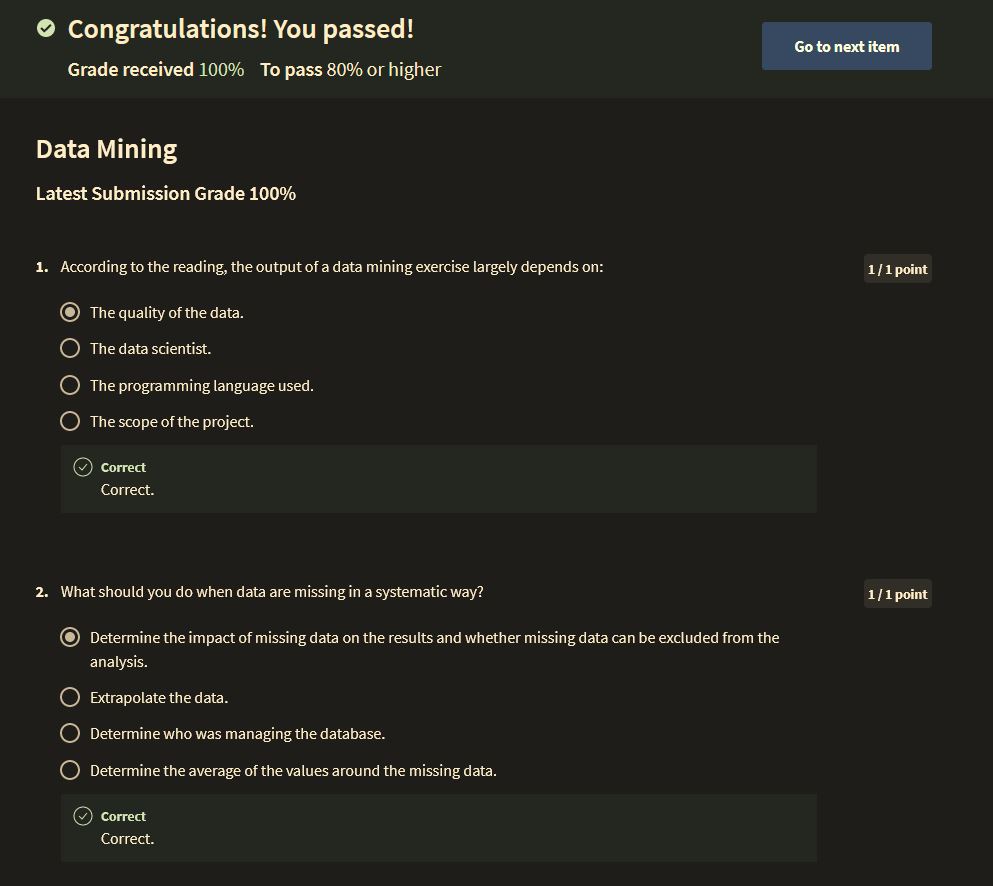 Congratulations! You passed!
Go to next item
Grade received 100% To pass 80% or higher
Data Mining
Latest Submission Grade 100%
1. According to the reading, the output of a data mining exercise largely depends on:
1 / 1 point
The quality of the data.
The data scientist.
The programming language used.
The scope of the project.
Correct
Correct.
2. What should you do when data are missing in a systematic way?
1 / 1 point
Determine the impact of missing data on the results and whether missing data can be excluded from the
analysis.
Extrapolate the data.
Determine who was managing the database.
Determine the average of the values around the missing data.
Correct
Correct.